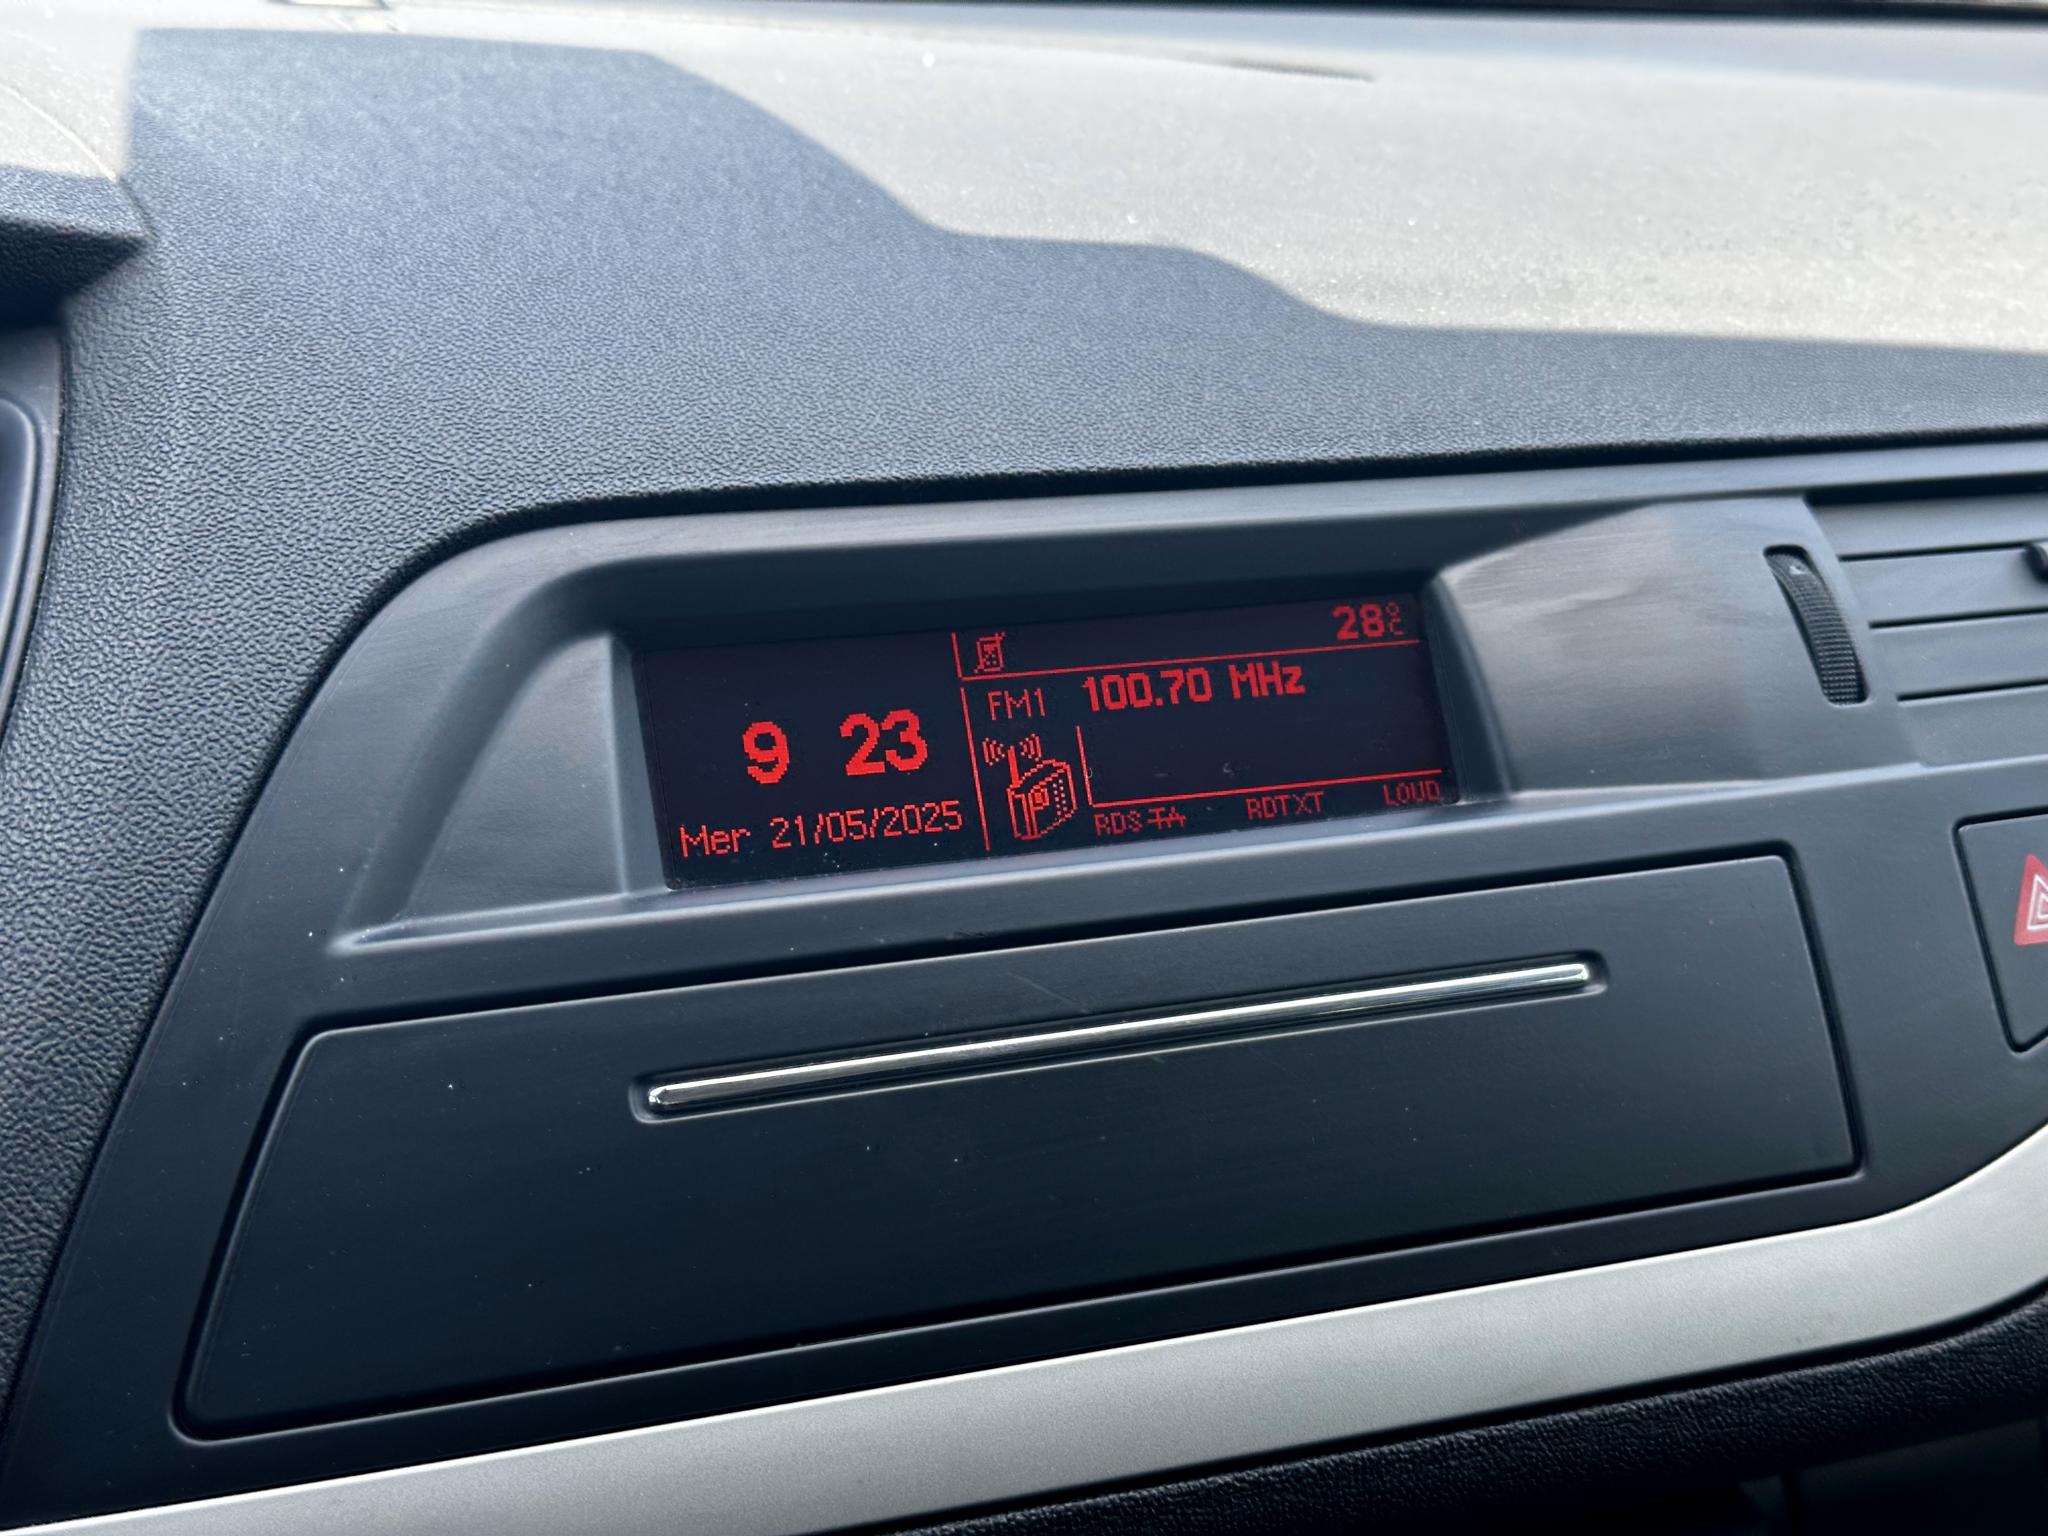 28°C
FM1 100.70 MHz
9 23
Mer 21/05/2025
RDS TA RDTXT LOUD